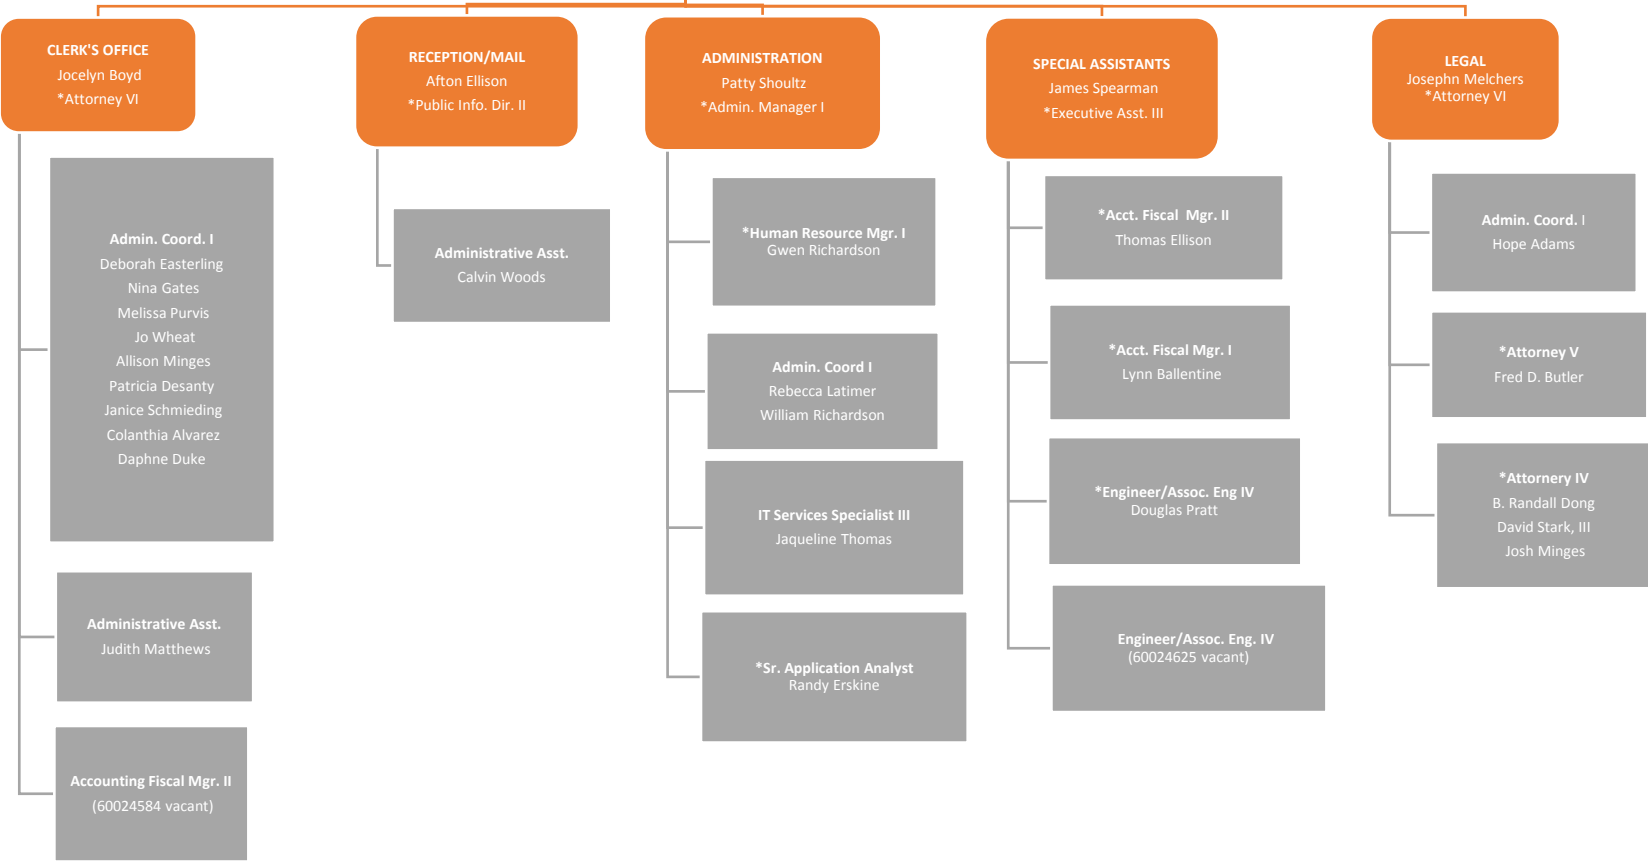 CLERK'S OFFICE
Jocelyn Boyd
*Attorney VI
Admin. Coord. I
Deborah Easterling
Nina Gates
Melissa Purvis
Jo Wheat
Allison Minges
Patricia Desanty
Janice Schmieding
Colanthia Alvarez
Daphne Duke
Administrative Asst.
Judith Matthews
Accounting Fiscal Mgr. II
(60024584 vacant)
RECEPTION/MAIL
Afton Ellison
*Public Info. Dir. II
Administrative Asst.
Calvin Woods
ADMINISTRATION
Patty Shoultz
*Admin. Manager I
*Human Resource Mgr. I
Gwen Richardson
Admin. Coord I
Rebecca Latimer
William Richardson
IT Services Specialist III
Jaqueline Thomas
*Sr. Application Analyst
Randy Erskine
SPECIAL ASSISTANTS
James Spearman
*Executive Asst. III
*Acct. Fiscal Mgr. II
Thomas Ellison
*Acct. Fiscal Mgr. I
Lynn Ballentine
*Engineer/Assoc. Eng IV
Douglas Pratt
Engineer/Assoc. Eng. IV
(60024625 vacant)
LEGAL
Josephn Melchers
*Attorney VI
Admin. Coord. I
Hope Adams
*Attorney V
Fred D. Butler
*Attornery IV
B. Randall Dong
David Stark, III
Josh Minges